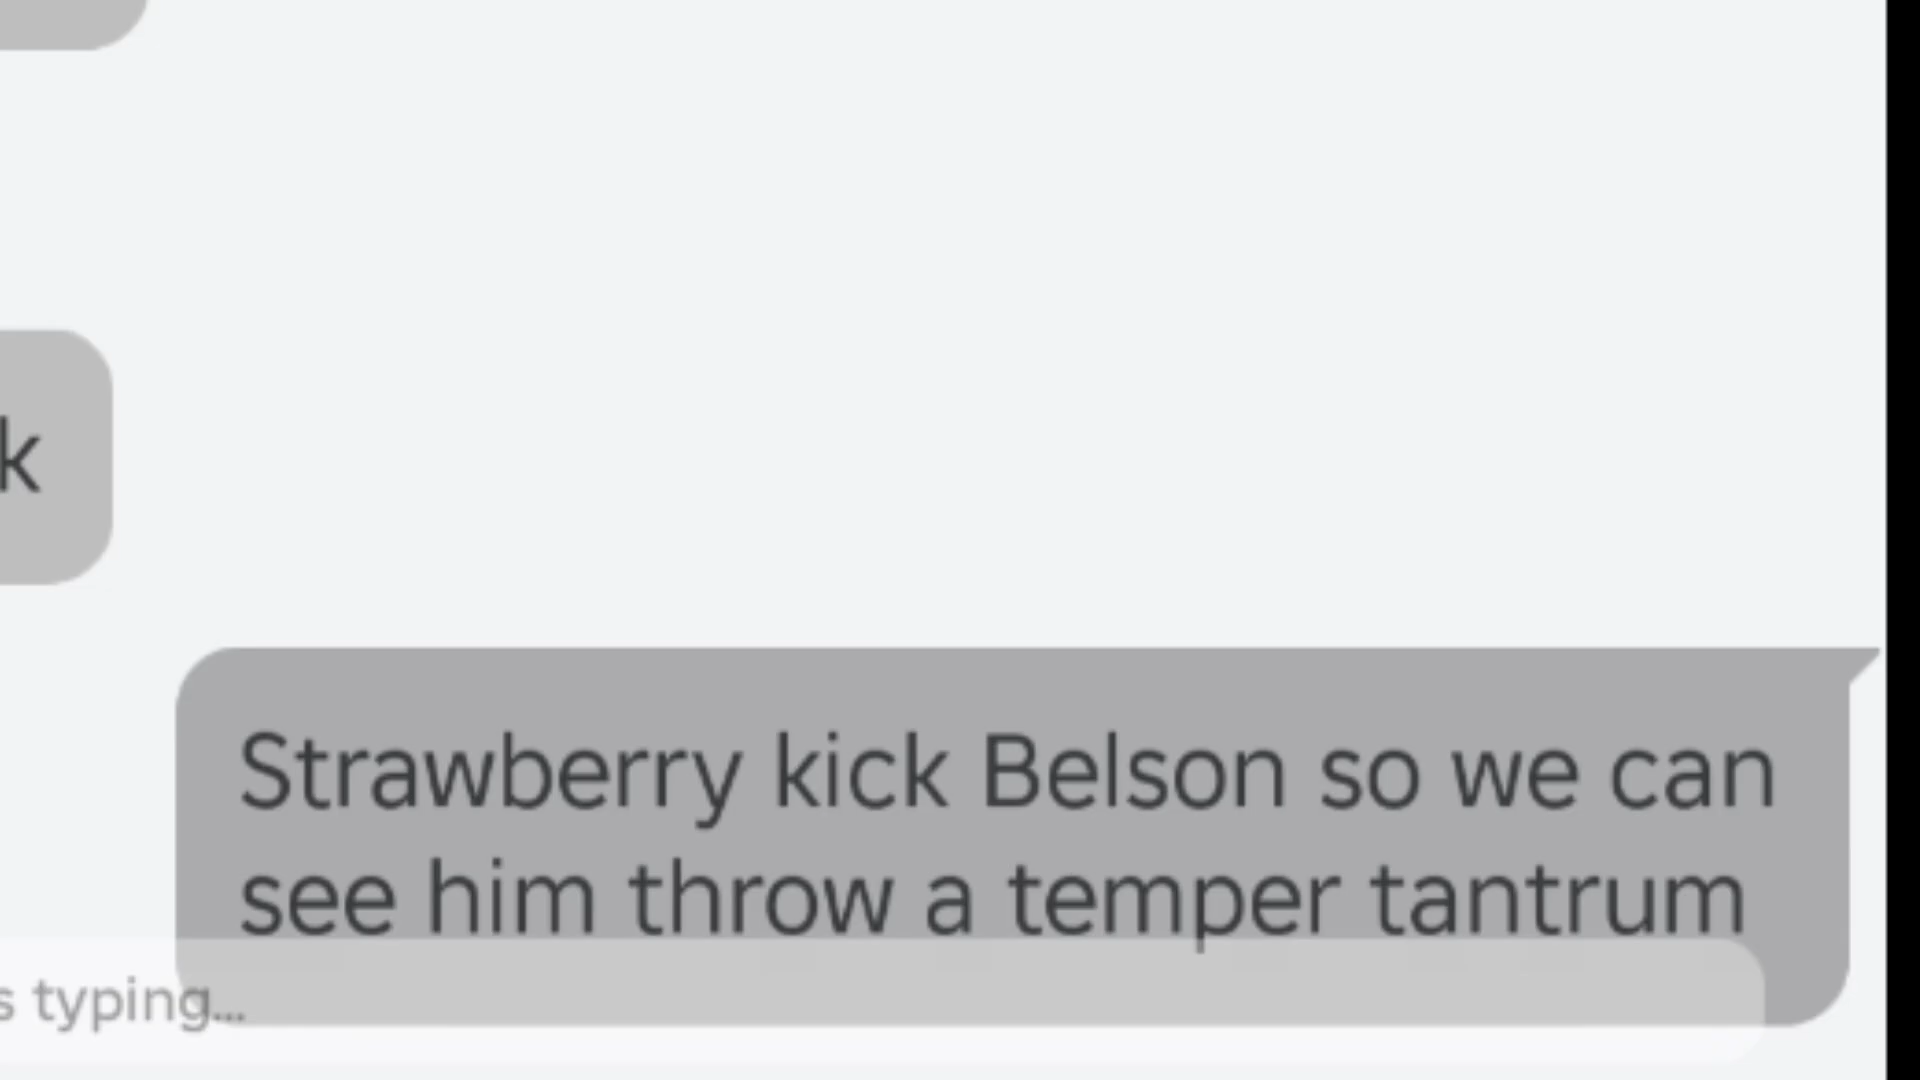 k
Strawberry kick Belson so we can
see him throw a temper tantrum
s typing...